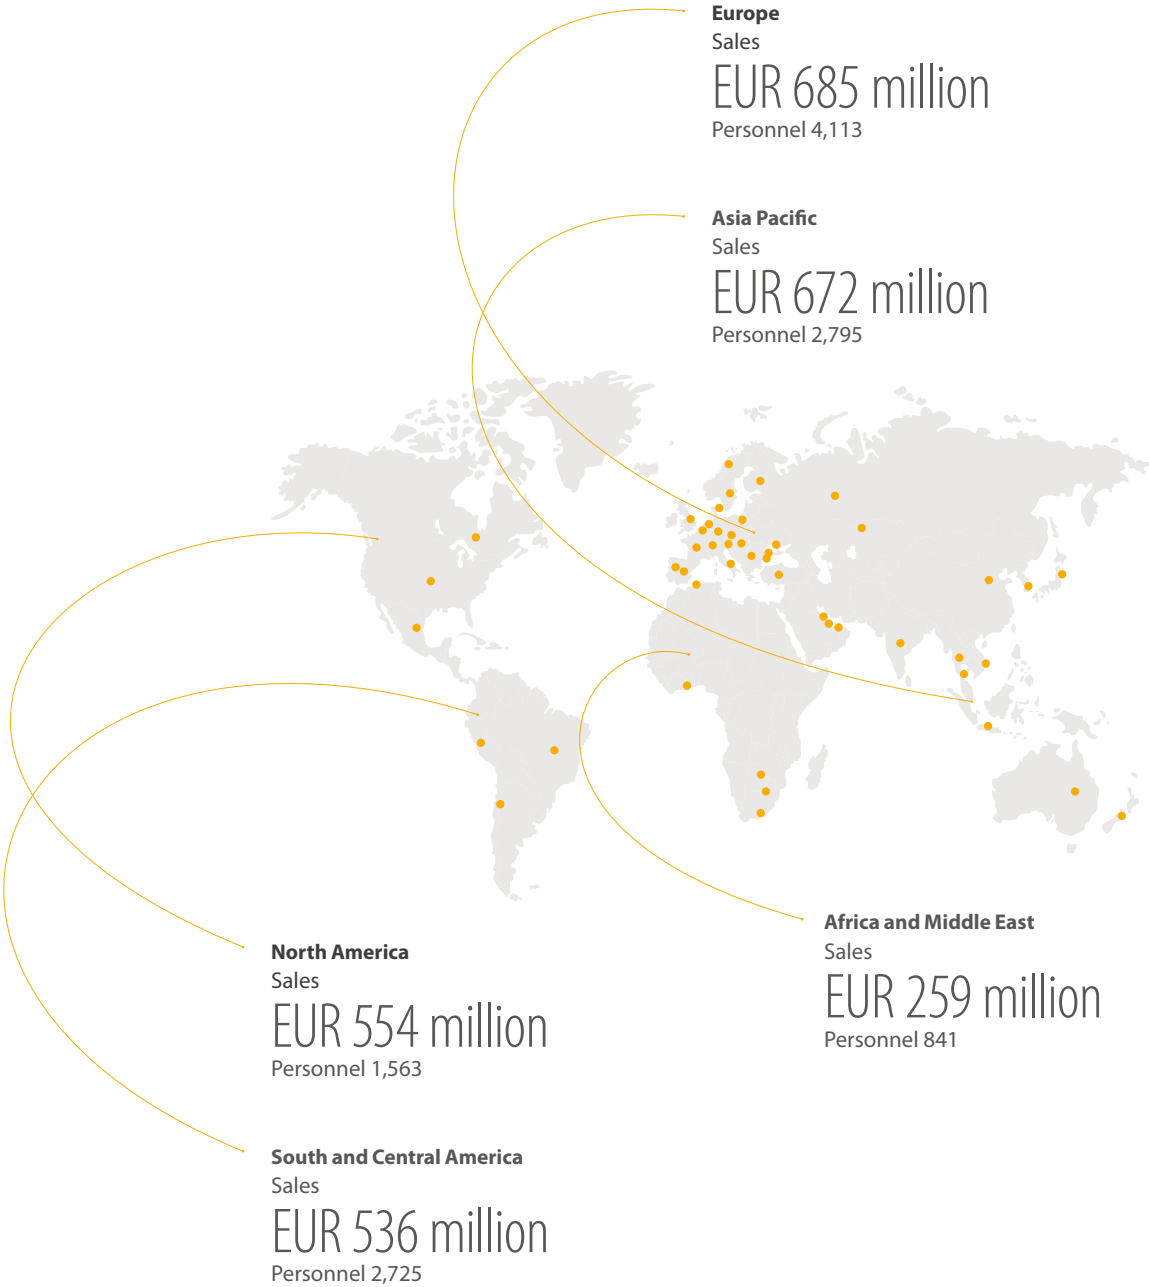 Europe
Sales
EUR 685 million
Personnel 4,113
Asia Pacific
Sales
EUR 672 million
Personnel 2,795
Africa and Middle East
Sales
EUR 259 million
Personnel 841
North America
Sales
EUR 554 million
Personnel 1,563
South and Central America
Sales
EUR 536 million
Personnel 2,725